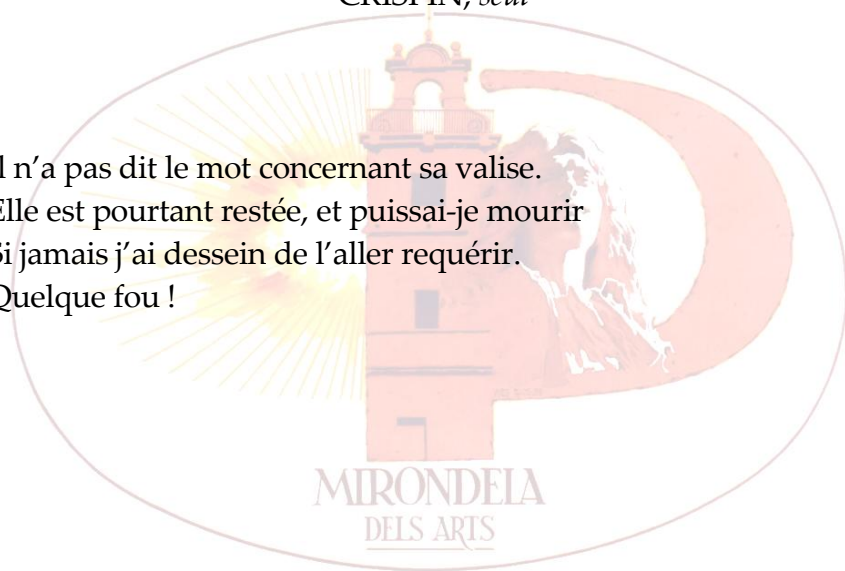 CRISPIN, seul
l n’a pas dit le mot concernant sa valise.
Elle est pourtant restée, et puissai-je mourir
Si jamais j’ai dessein de l’aller requérir.
Quelque fou !
MIRONDELA
DELS ARTS